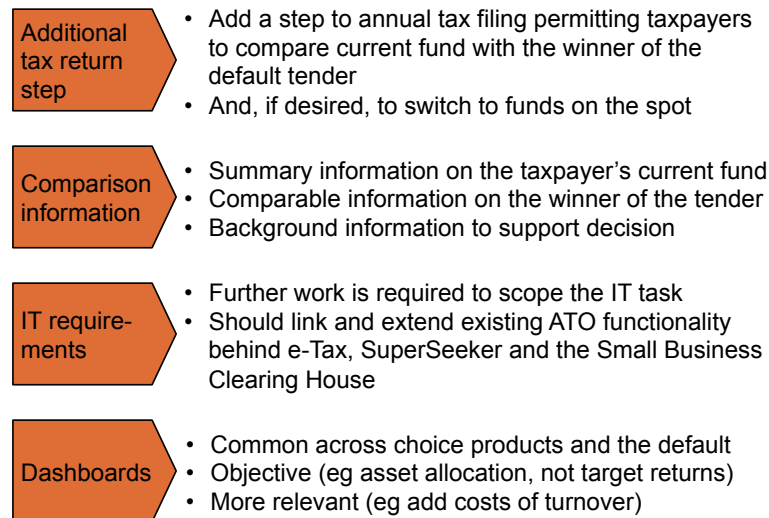 Additional
tax return
step
• Add a step to annual tax filing permitting taxpayers
to compare current fund with the winner of the
default tender
• And, if desired, to switch to funds on the spot
Comparison
information
• Summary information on the taxpayer's current fund
• Comparable information on the winner of the tender
• Background information to support decision
IT require-
ments
• Further work is required to scope the IT task
• Should link and extend existing ATO functionality
behind e-Tax, SuperSeeker and the Small Business
Clearing House
Dashboards
• Common across choice products and the default
• Objective (eg asset allocation, not target returns)
• More relevant (eg add costs of turnover)